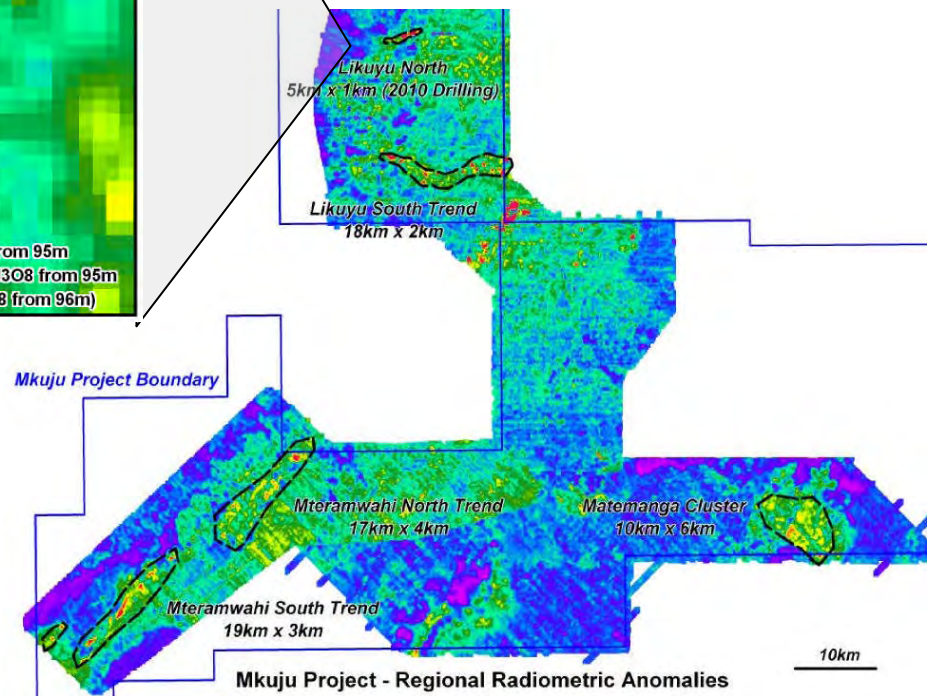 Likuyu North
5km x 1km (2010 Drilling)
Likuyu South Trend
18km x 2km
from 95m
3O8 from 95m
8 from 96m)
Mkuju Project Boundary
Mteramwahi North Trend
17km x 4km
Matemanga Cluster
10km x 6km
Mteramwahi South Trend
19km x 3km
10km
Mkuju Project - Regional Radiometric Anomalies